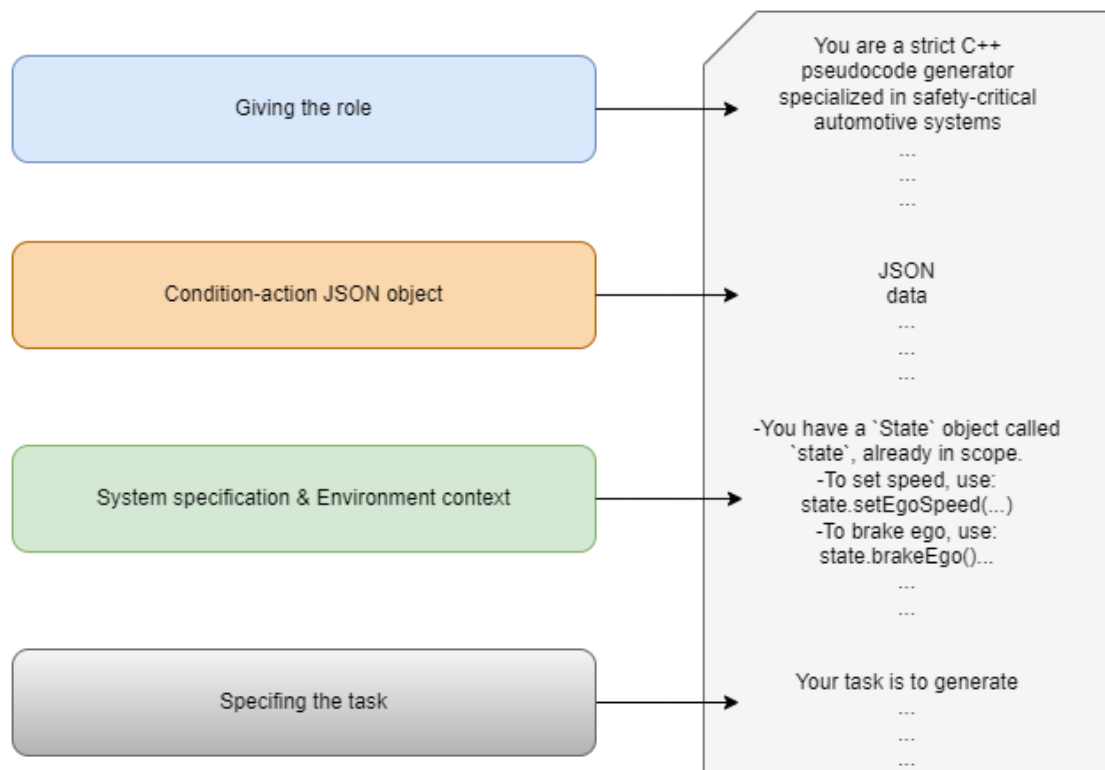 Giving the role
You are a strict C++
pseudocode generator
specialized in safety-critical
automotive systems
...
...
...
Condition-action JSON object
JSON
data
...
...
...
System specification & Environment context
-You have a `State` object called
`state`, already in scope.
-To set speed, use:
state.setEgoSpeed(...)
-To brake ego, use:
state.brakeEgo()...
...
...
Specifing the task
Your task is to generate
...
...
...